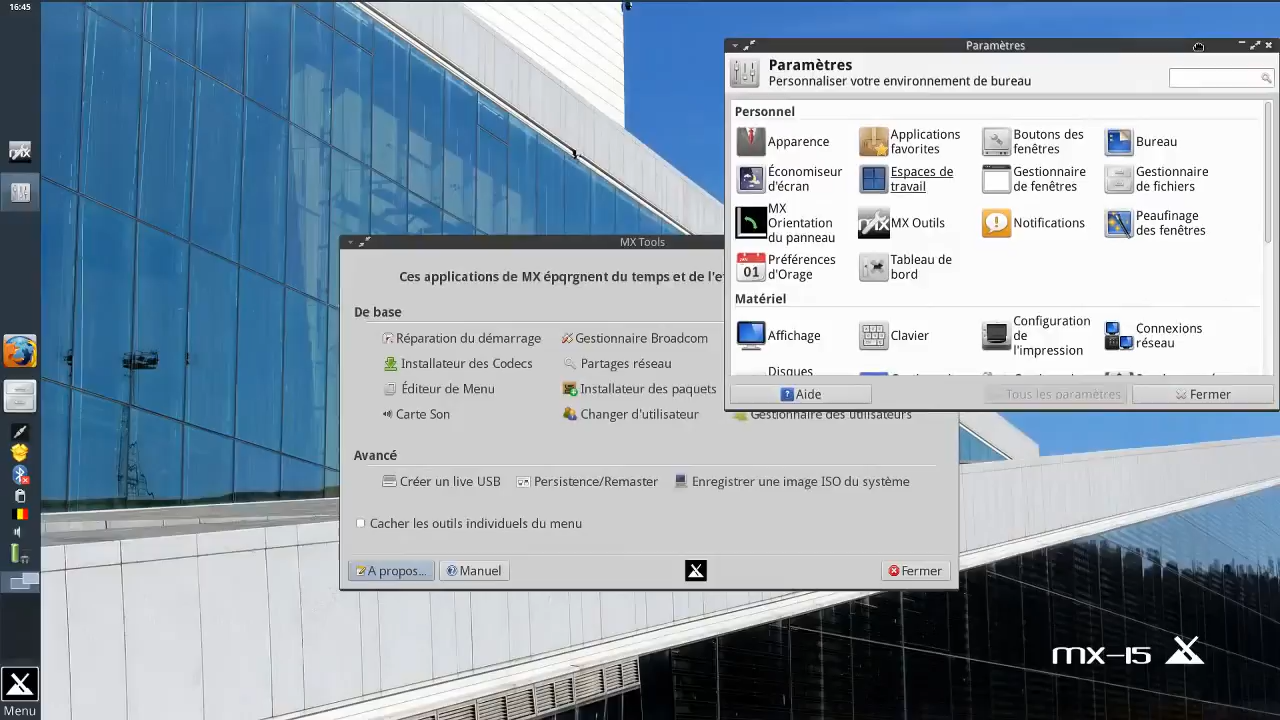 16:45
Paramètres
Paramètres
Personnaliser votre environnement de bureau
Personnel
Apparence
Applications
favorites
Boutons des
fenêtres
Bureau
Économiseur
d'écran
Espaces de
travail
Gestionnaire
de fenêtres
Gestionnaire
de fichiers
MX
Orientation
du panneau
MX Outils
Notifications
Peaufinage
des fenêtres
Préférences
d'Orage
Tableau de
bord
Matériel
Affichage
Clavier
Configuration
de
l'impression
Connexions
réseau
Disques
Aide
Tous les paramètres
Fermer
MX Tools
Ces applications de MX épqrgnent du temps et de l'e
De base
Réparation du démarrage
Gestionnaire Broadcom
Installateur des Codecs
Partages réseau
Éditeur de Menu
Installateur des paquets
Carte Son
Changer d'utilisateur
Gestionnaire des utilisateurs
Avancé
Créer un live USB
Persistence/Remaster
Enregistrer une image ISO du système
Cacher les outils individuels du menu
A propos...
Manuel
Fermer
mx-15
Menu